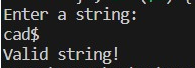 Enter a string:
cad$
Valid string!